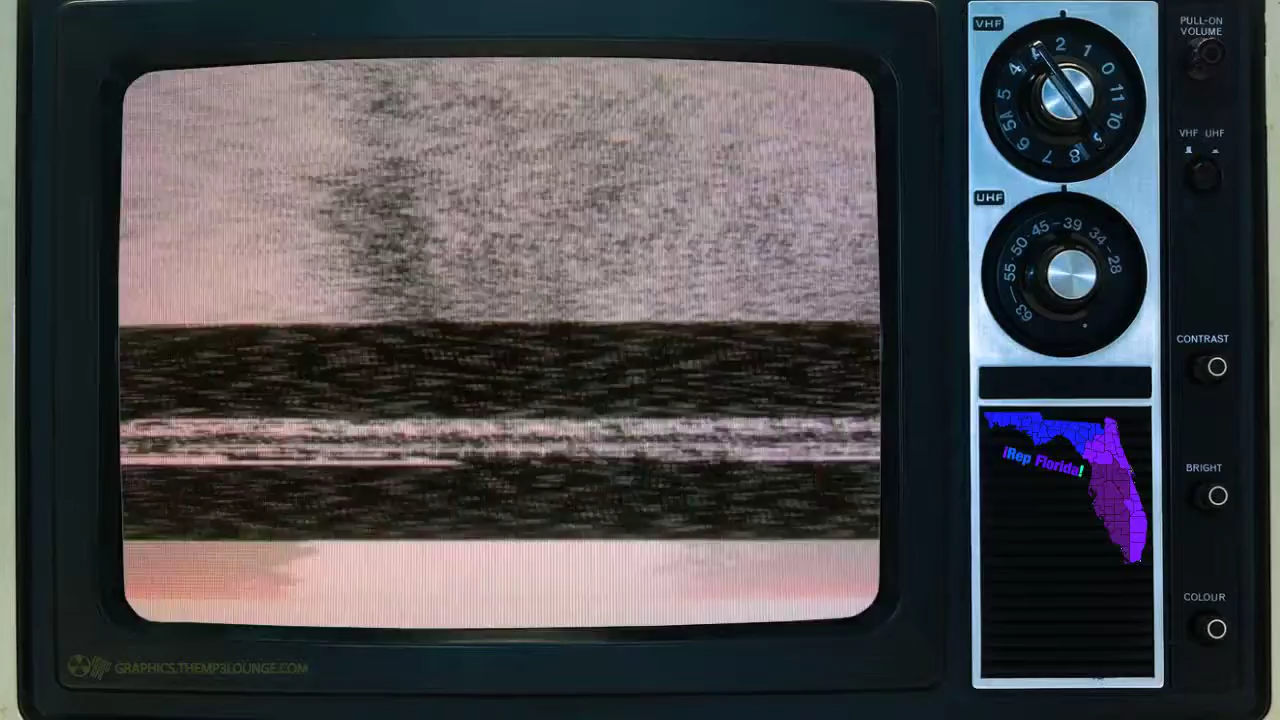 VHF
2 1 0 11 10 9 8 7 6 5A 5 4
PULL-ON
VOLUME
VHF UHF
UHF
63 55 50 45 39 34 28
CONTRAST
¡Rep Florida!
BRIGHT
COLOUR
GRAPHICS.THEMP3LOUNGE.COM